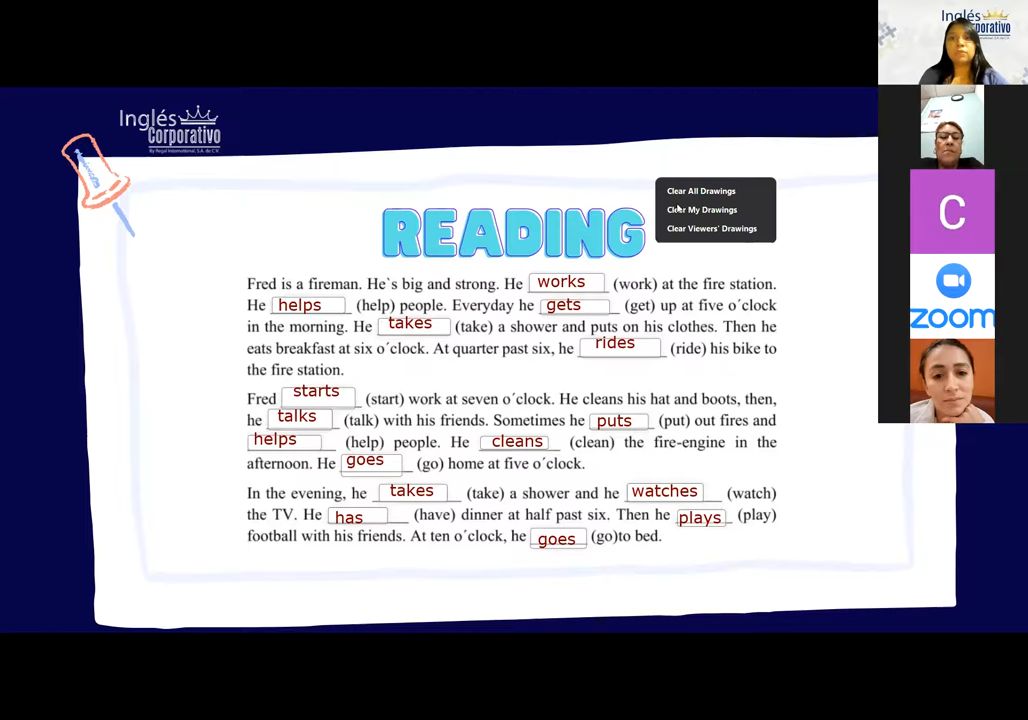 Inglés
Corporativo
Inglés
Corporativo
By Regal International, S.A. de C.V.
Clear All Drawings
Clear My Drawings
Clear Viewers' Drawings
READING
Fred is a fireman. He`s big and strong. He works (work) at the fire station.
He helps (help) people. Everyday he gets (get) up at five o´clock
in the morning. He takes (take) a shower and puts on his clothes. Then he
eats breakfast at six o´clock. At quarter past six, he rides (ride) his bike to
the fire station.
Fred starts (start) work at seven o´clock. He cleans his hat and boots, then,
he talks (talk) with his friends. Sometimes he puts (put) out fires and
helps (help) people. He cleans (clean) the fire-engine in the
afternoon. He goes (go) home at five o´clock.
In the evening, he takes (take) a shower and he watches (watch)
the TV. He has (have) dinner at half past six. Then he plays (play)
football with his friends. At ten o´clock, he goes (go)to bed.
C
zoom